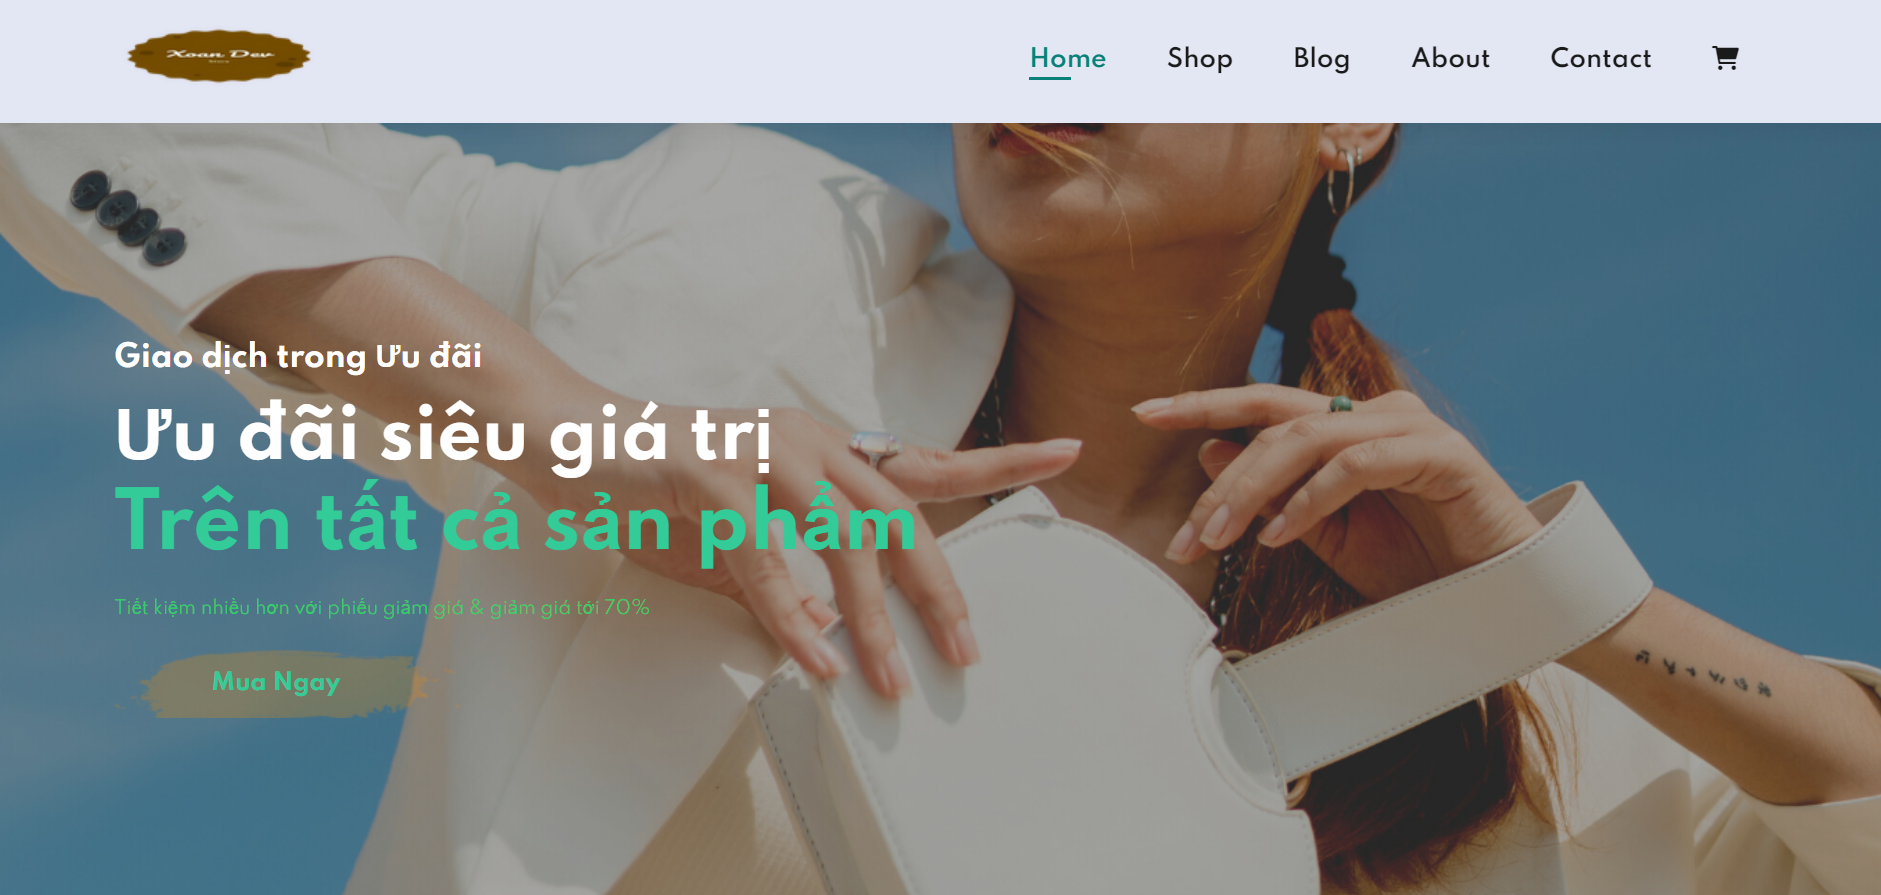 Xoan Dev
Home Shop Blog About Contact
Giao dịch trong Ưu đãi
Ưu đãi siêu giá trị
Trên tất cả sản phẩm
Tiết kiệm nhiều hơn với phiếu giảm giá & giảm giá tới 70%
Mua Ngay